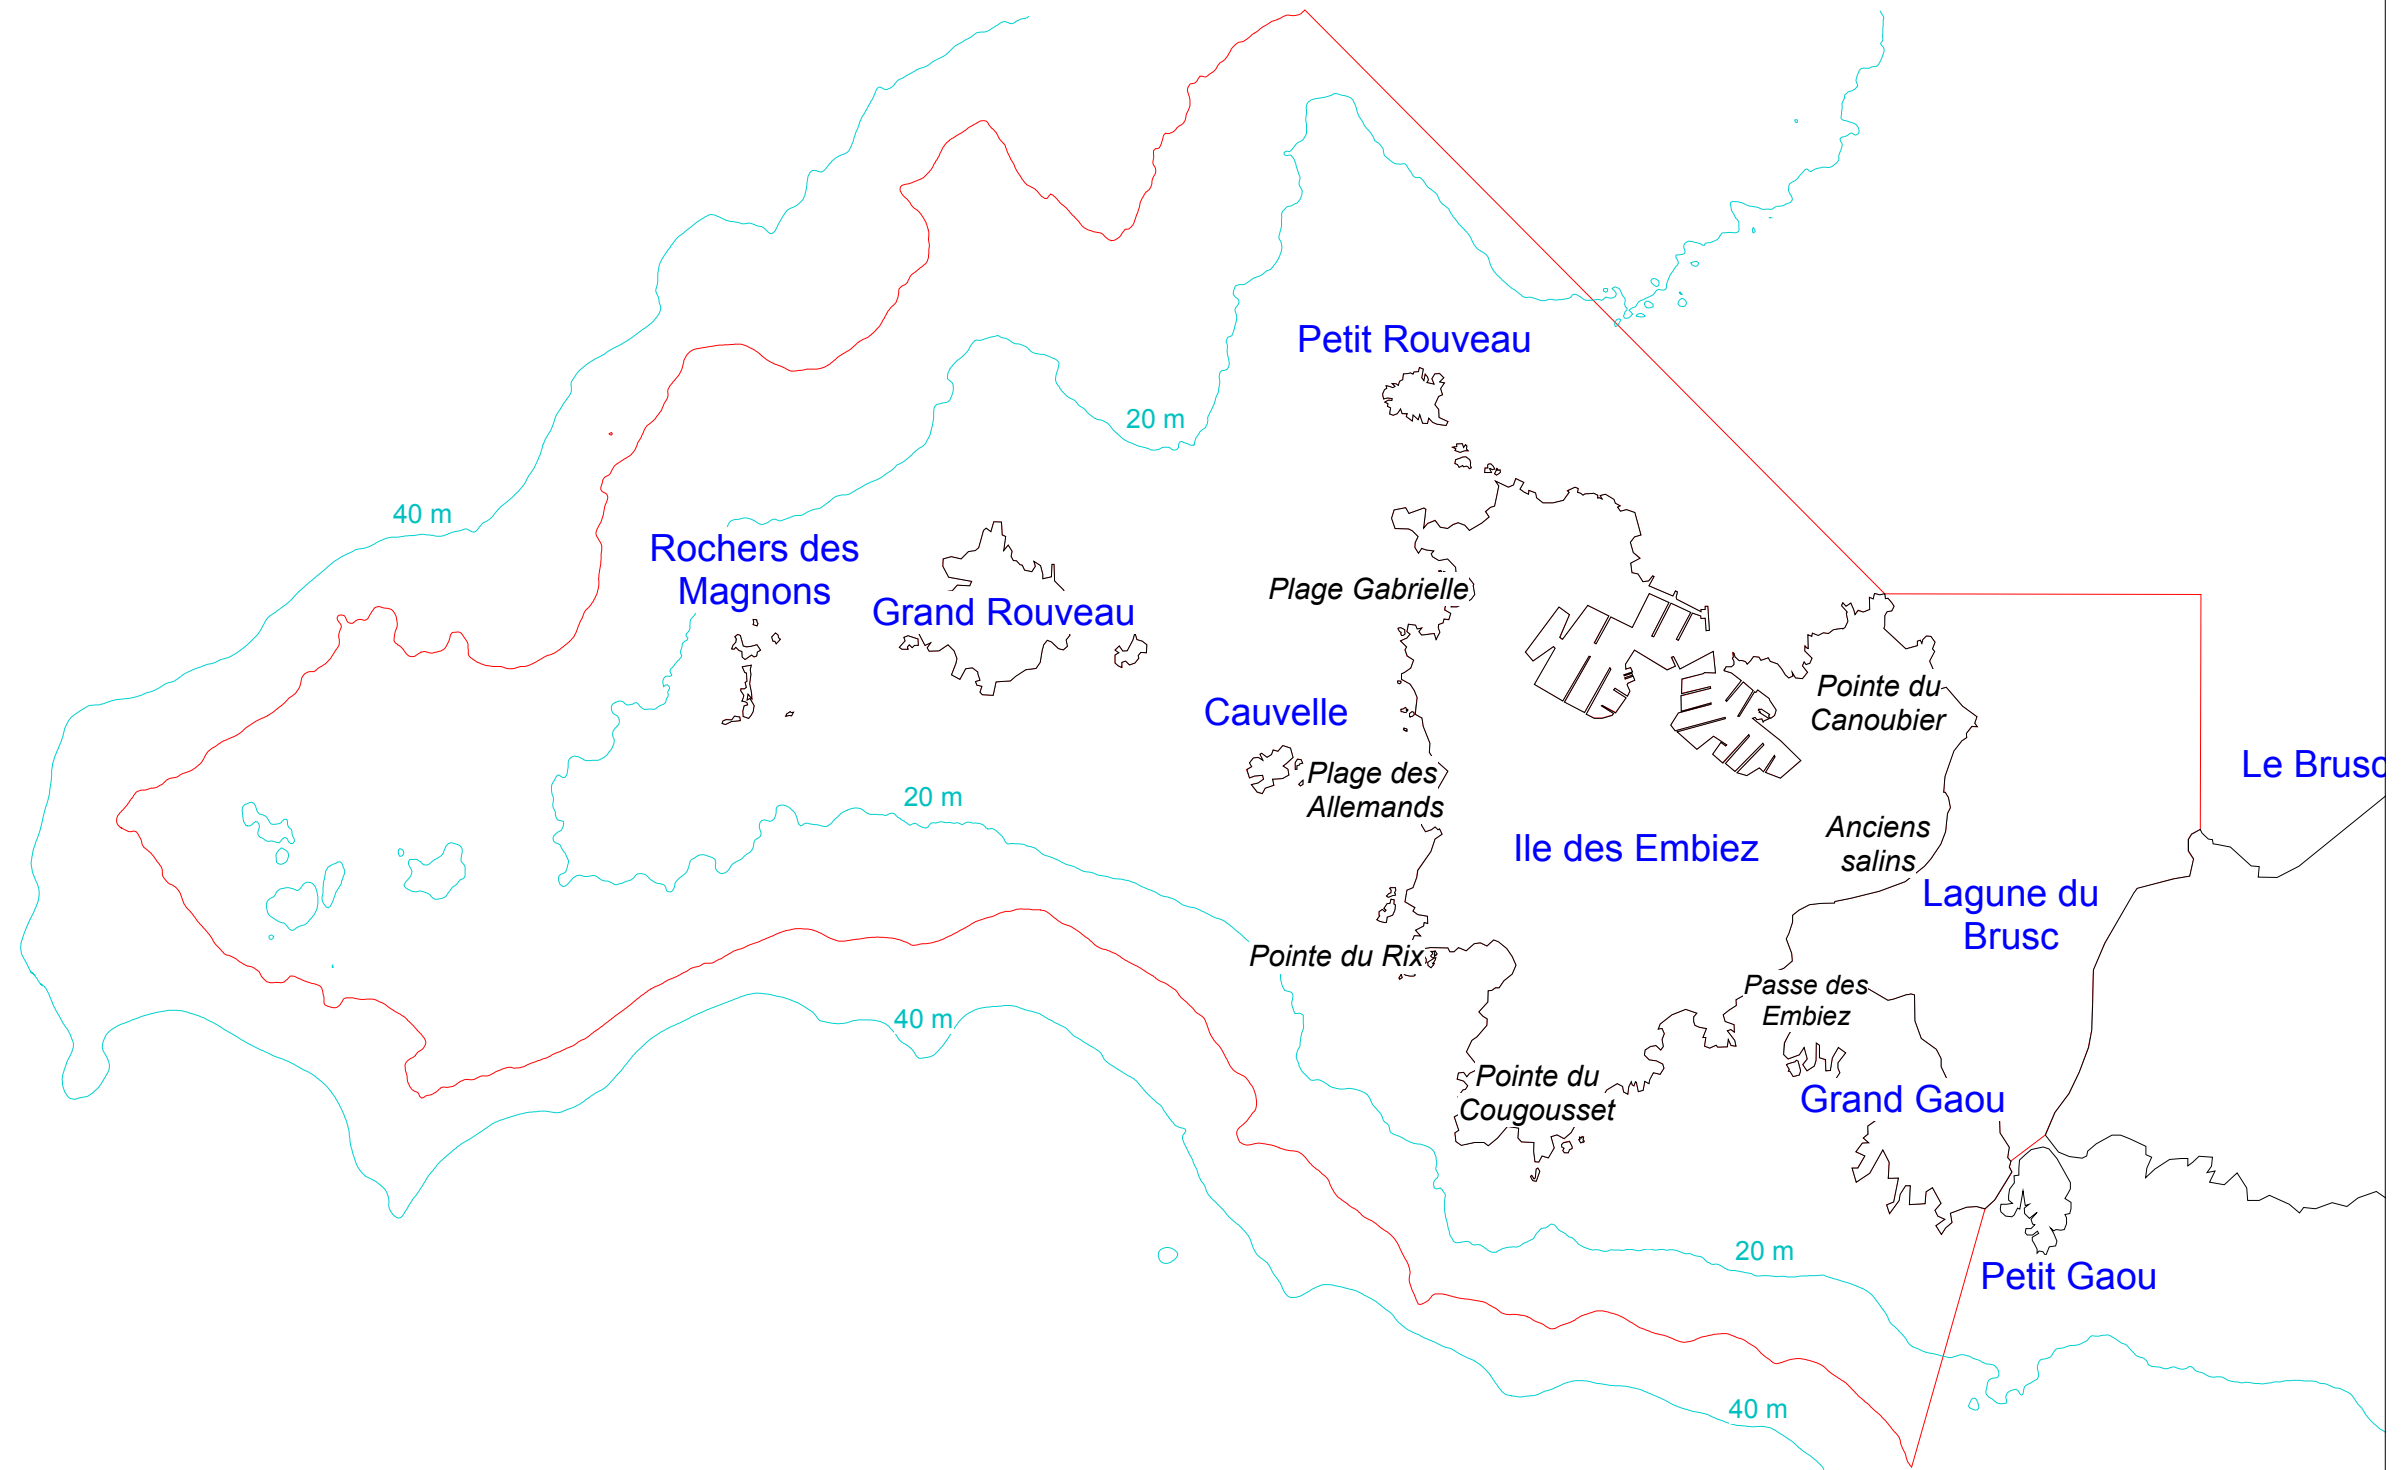 Petit Rouveau
20 m
40 m
Rochers des
Magnons
Grand Rouveau
Plage Gabrielle
Pointe du
Canoubier
Cauvelle
Plage des
Allemands
Le Brusc
20 m
Ile des Embiez
Anciens
salins
Lagune du
Brusc
Pointe du Rix
Passe des
Embiez
40 m
Pointe du
Cougousset
Grand Gaou
20 m
Petit Gaou
40 m